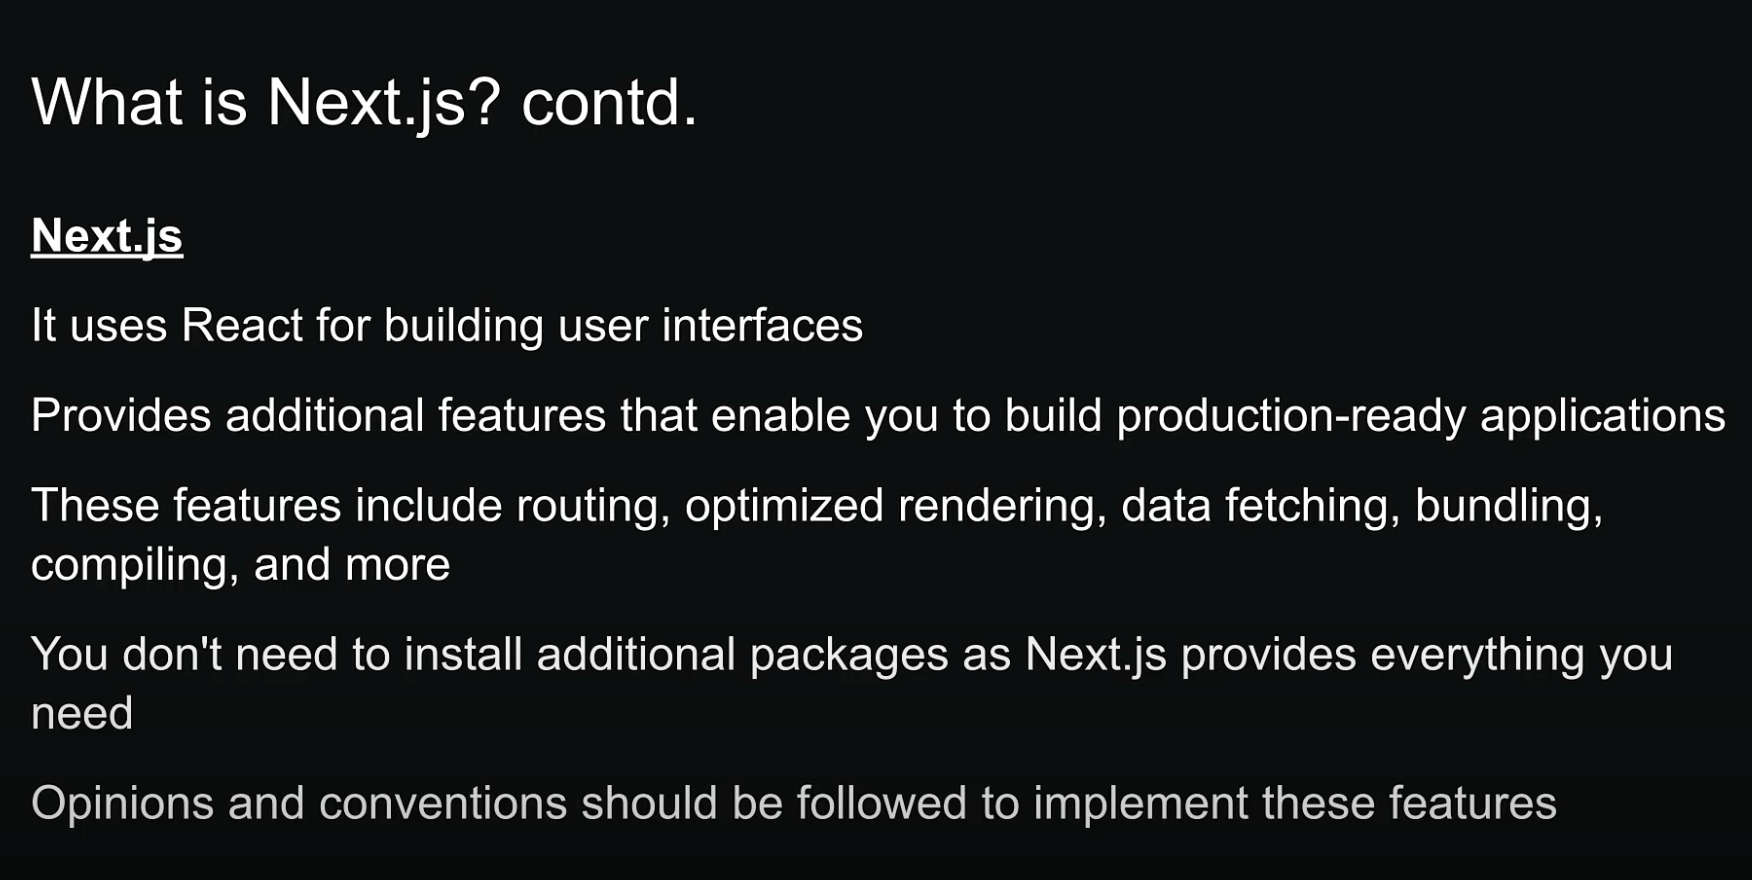 What is Next.js? contd.
Next.js
It uses React for building user interfaces
Provides additional features that enable you to build production-ready applications
These features include routing, optimized rendering, data fetching, bundling,
compiling, and more
You don't need to install additional packages as Next.js provides everything you
need
Opinions and conventions should be followed to implement these features